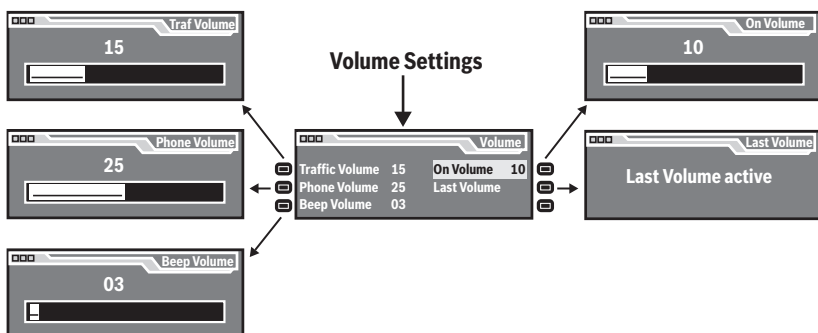 Traf Volume
15
On Volume
10
Volume Settings
Phone Volume
25
Volume
Traffic Volume 15 On Volume 10
Phone Volume 25 Last Volume
Beep Volume 03
Last Volume
Last Volume active
Beep Volume
03